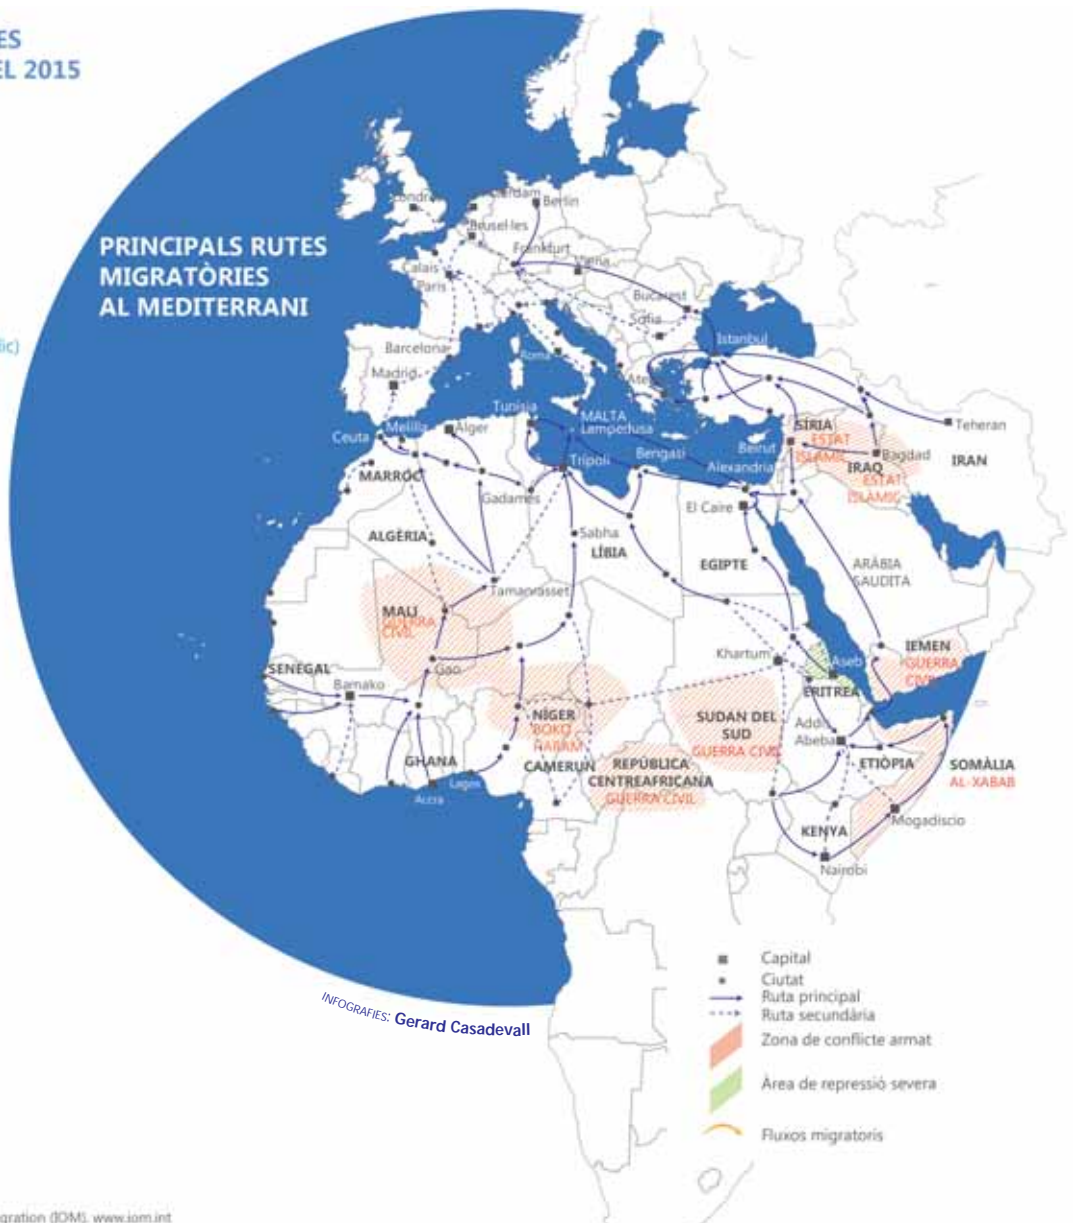 ES
EL 2015
PRINCIPALS RUTES
MIGRATÒRIES
AL MEDITERRANI
ic)
Londres
Berlin
Brusel·les
Frankfurt
Viena
Calais
París
Bucarest
Sofia
Istanbul
Barcelona
Madrid
Roma
Tunísia
MALTA
Lampedusa
Ceuta
Melilla
Alger
Trípoli
Bengasi
Beirut
Alexandria
SÍRIA
ESTAT
ISLÀMIC
Bagdad
IRAQ
ESTAT
ISLÀMIC
Teheran
IRAN
MARROC
Gadames
El Caire
ALGÈRIA
Sabha
LÍBIA
EGIPTE
ARÀBIA
SAUDITA
Tamanrasset
MALI
GUERRA
CIVIL
Gao
SENEGAL
Bamako
Khartum
Aseb
ERITREA
IEMEN
GUERRA
CIVIL
NÍGER
BOKO
HARAM
SUDAN DEL
SUD
GUERRA CIVIL
Addis
Abeba
ETIÒPIA
SOMÀLIA
AL-XABAB
GHANA
Lagos
Accra
CAMERUN
REPÚBLICA
CENTREAFRICANA
GUERRA CIVIL
KENYA
Mogadiscio
Nairobi
Capital
Ciutat
Ruta principal
Ruta secundària
Zona de conflicte armat
Àrea de repressió severa
Fluxos migratoris
INFOGRAFIES: Gerard Casadevall
gration (IOM). www.iom.int